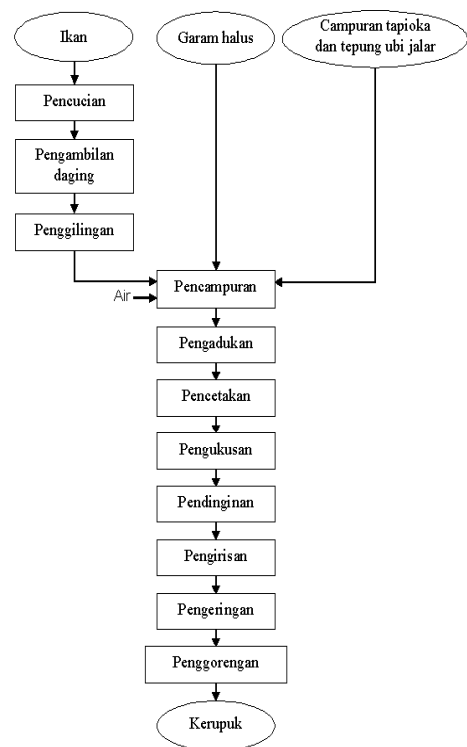 Ikan
Garam halus
Campuran tapioka
dan tepung ubi jalar
Pencucian
Pengambilan
daging
Penggilingan
Air
Pencampuran
Pengadukan
Pencetakan
Pengukusan
Pendinginan
Pengirisan
Pengeringan
Penggorengan
Kerupuk